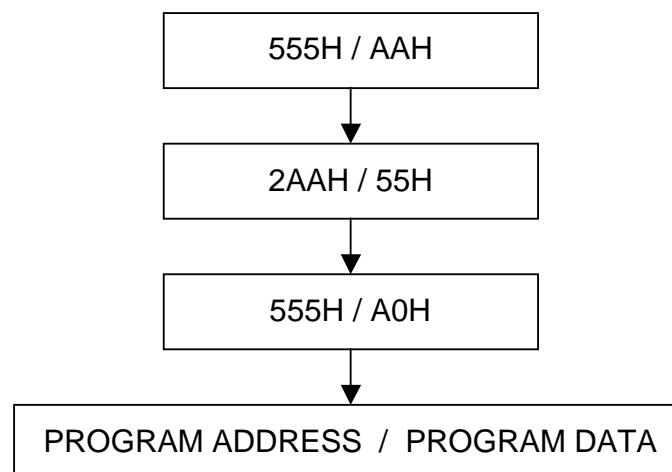 555H / AAH
2AAH / 55H
555H / A0H
PROGRAM ADDRESS / PROGRAM DATA